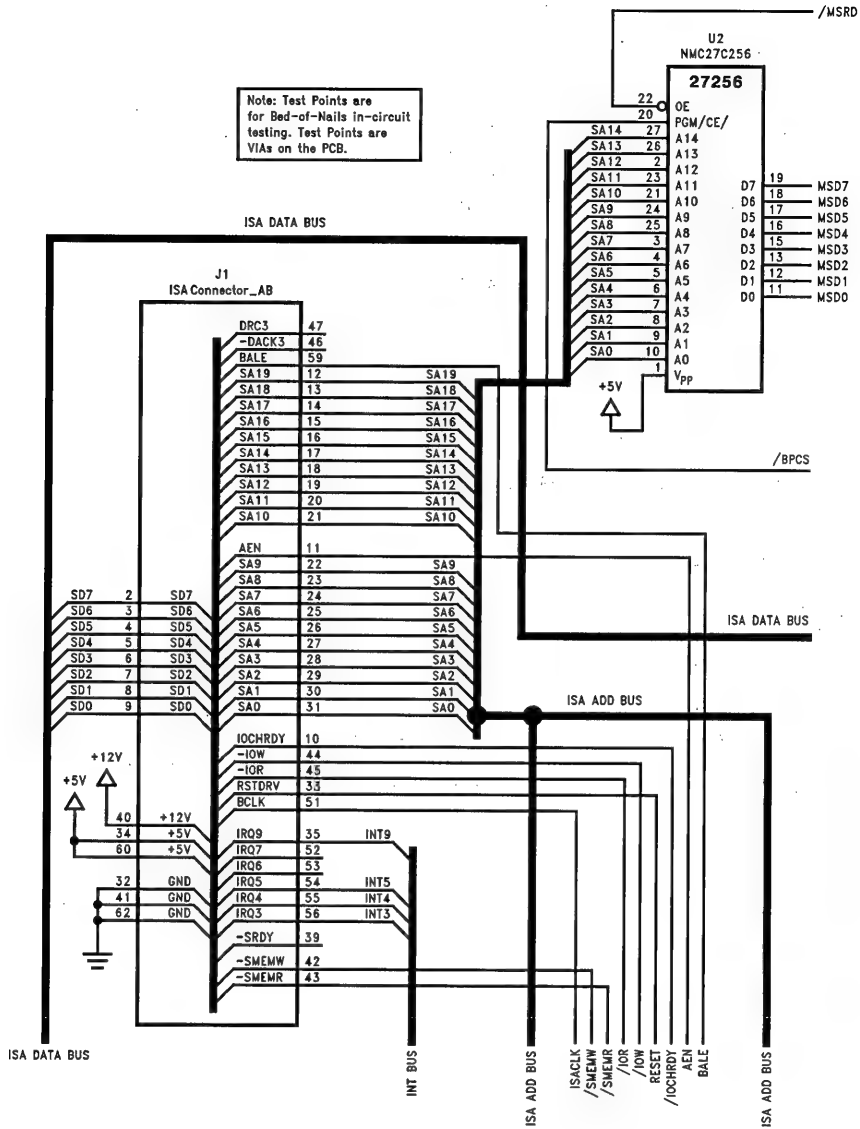 /MSRD
U2
NMC27C256
27256
Note: Test Points are
for Bed-of-Nails in-circuit
testing. Test Points are
VIAs on the PCB.
22 OE
20 PGM/CE/
SA14 27 A14
SA13 26 A13
SA12 2 A12
SA11 23 A11
SA10 21 A10
SA9 24 A9
SA8 25 A8
SA7 3 A7
SA6 4 A6
SA5 5 A5
SA4 6 A4
SA3 7 A3
SA2 8 A2
SA1 9 A1
SA0 10 A0
1 VPP
+5V
D7 19 MSD7
D6 18 MSD6
D5 17 MSD5
D4 16 MSD4
D3 15 MSD3
D2 13 MSD2
D1 12 MSD1
D0 11 MSD0
/BPCS
ISA DATA BUS
J1
ISA Connector_AB
DRC3 47
-DACK3 46
BALE 59
SA19 12 SA19
SA18 13 SA18
SA17 14 SA17
SA16 15 SA16
SA15 16 SA15
SA14 17 SA14
SA13 18 SA13
SA12 19 SA12
SA11 20 SA11
SA10 21 SA10
AEN 11
SA9 22 SA9
SA8 23 SA8
SA7 24 SA7
SA6 25 SA6
SA5 26 SA5
SA4 27 SA4
SA3 28 SA3
SA2 29 SA2
SA1 30 SA1
SA0 31 SA0
SD7 2 SD7
SD6 3 SD6
SD5 4 SD5
SD4 5 SD4
SD3 6 SD3
SD2 7 SD2
SD1 8 SD1
SD0 9 SD0
ISA DATA BUS
ISA ADD BUS
IOCHRDY 10
-IOW 44
-IOR 45
RSTDRV 33
BCLK 51
+12V
+5V
40 +12V
34 +5V
60 +5V
32 GND
41 GND
62 GND
IRQ9 35 INT9
IRQ7 52
IRQ6 53
IRQ5 54 INT5
IRQ4 55 INT4
IRQ3 56 INT3
-SRDY 39
-SMEMW 42
-SMEMR 43
ISA DATA BUS
INT BUS
ISA ADD BUS
ISACLK
/SMEMW
/SMEMR
/IOR
/IOW
RESET
/IOCHRDY
AEN
BALE
ISA ADD BUS